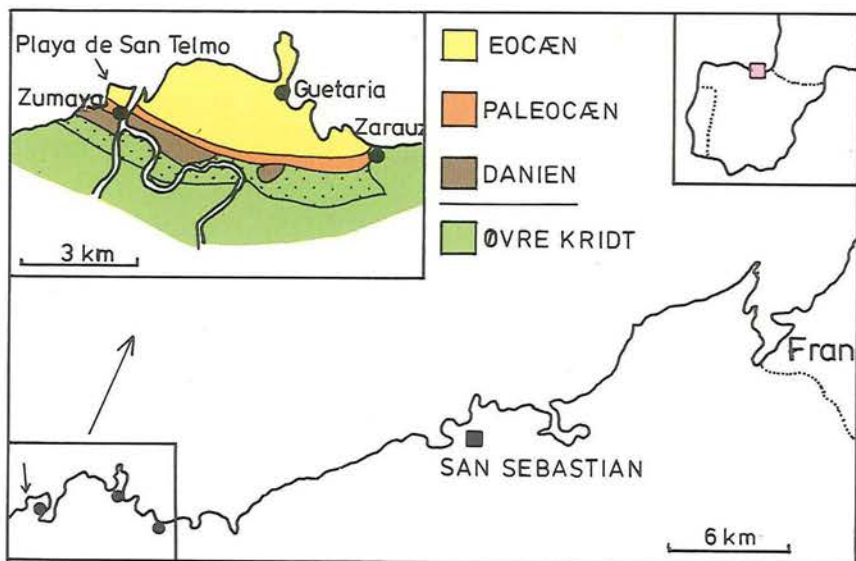 Playa de San Telmo
Zumaya
Guetaria
Zarauz
3 km
EOCÆN
PALEOCÆN
DANIEN
ØVRE KRIDT
Fran
SAN SEBASTIAN
6 km